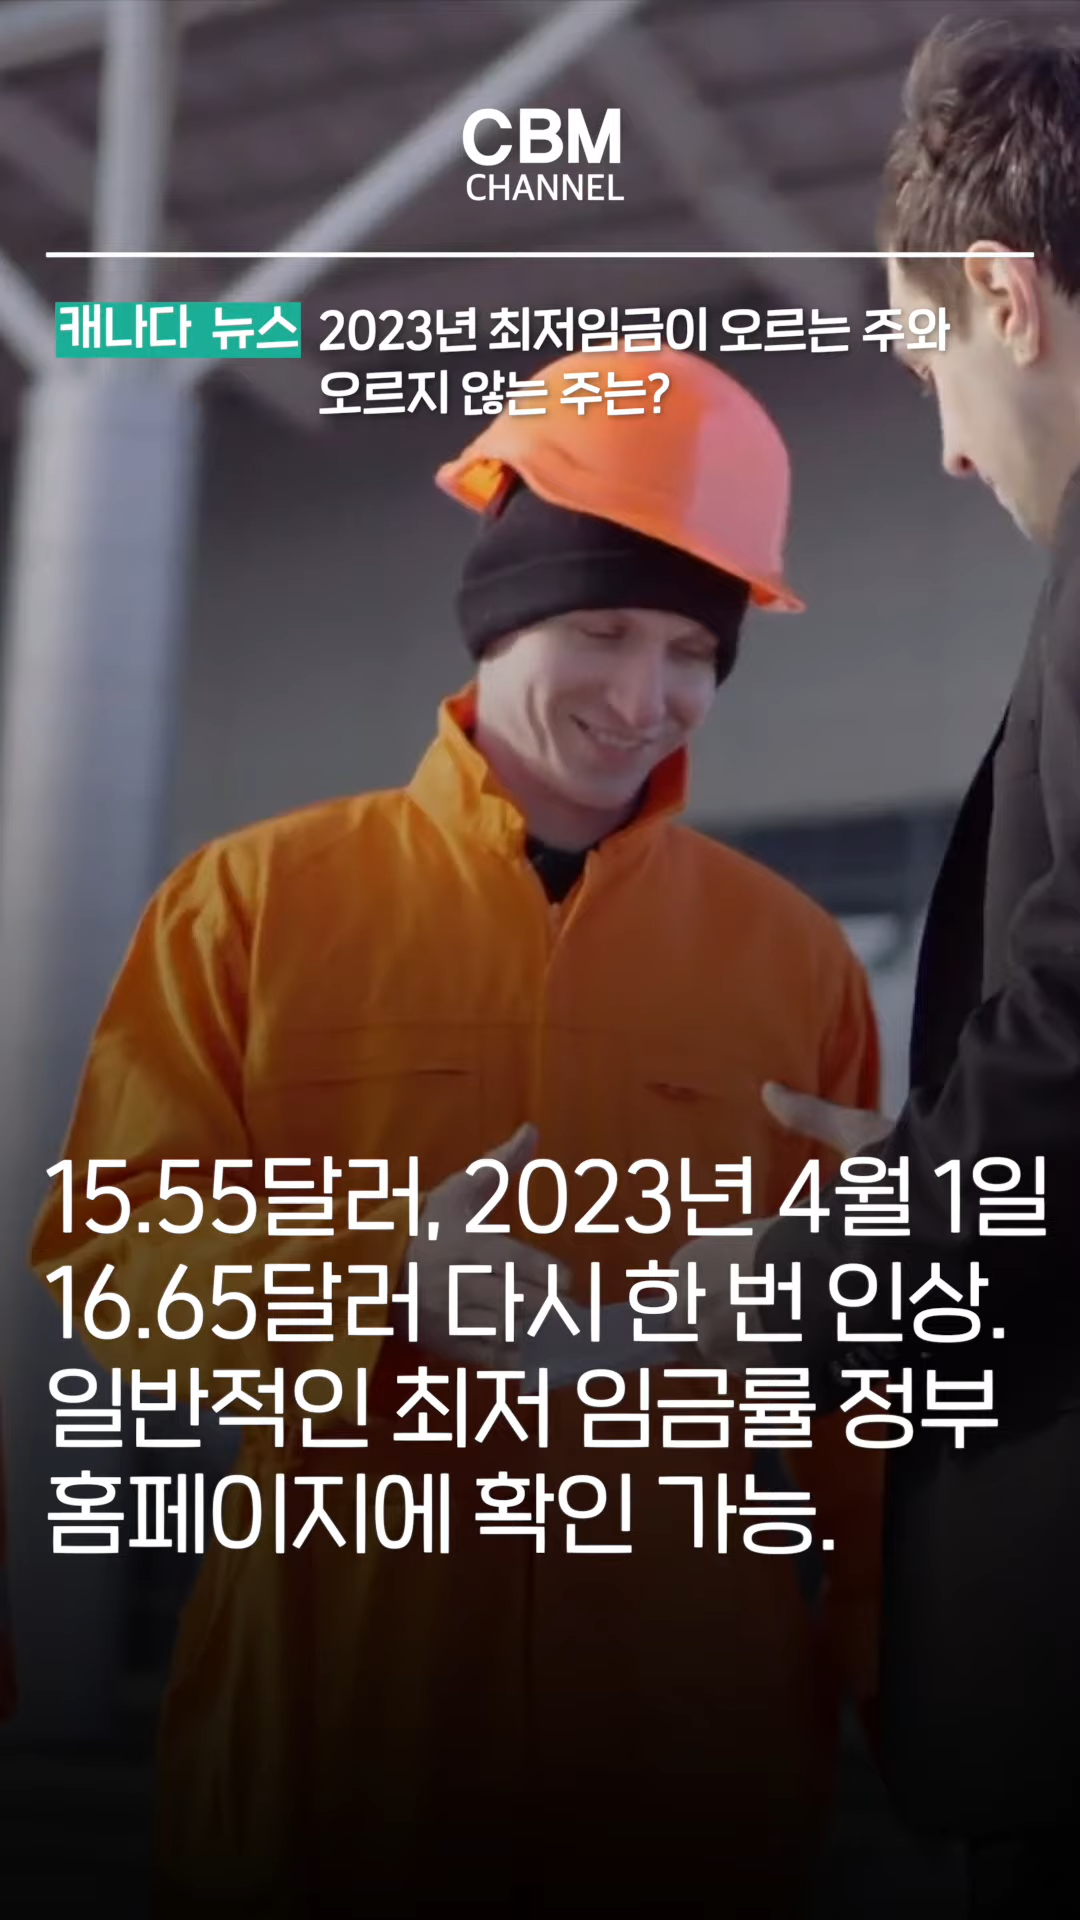 CBM
CHANNEL
캐나다 뉴스 2023년 최저임금이 오르는 주와
오르지 않는 주는?
15.55달러, 2023년 4월 1일
16.65달러 다시 한 번 인상.
일반적인 최저 임금률 정부
홈페이지에 확인 가능.